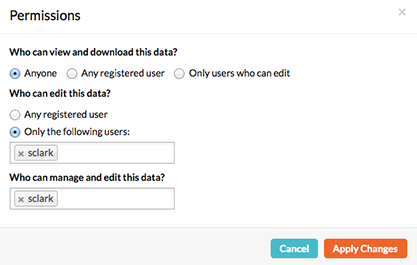 Permissions ×
Who can view and download this data?
Anyone Any registered user Only users who can edit
Who can edit this data?
Any registered user
Only the following users:
× sclark
Who can manage and edit this data?
× sclark
Cancel Apply Changes